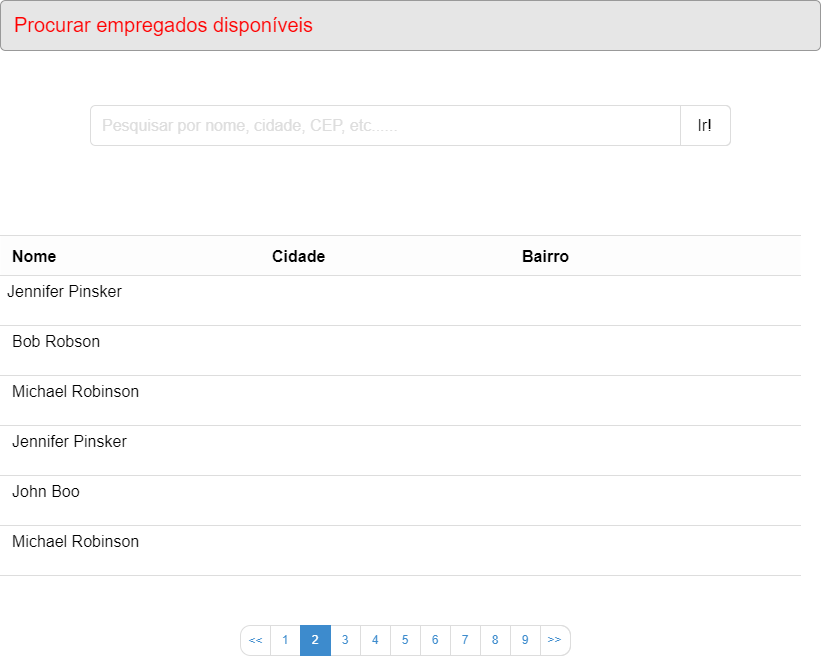 Procurar empregados disponíveis
Pesquisar por nome, cidade, CEP, etc...... Ir!
Nome Cidade Bairro
Jennifer Pinsker
Bob Robson
Michael Robinson
Jennifer Pinsker
John Boo
Michael Robinson
<< 1 2 3 4 5 6 7 8 9 >>